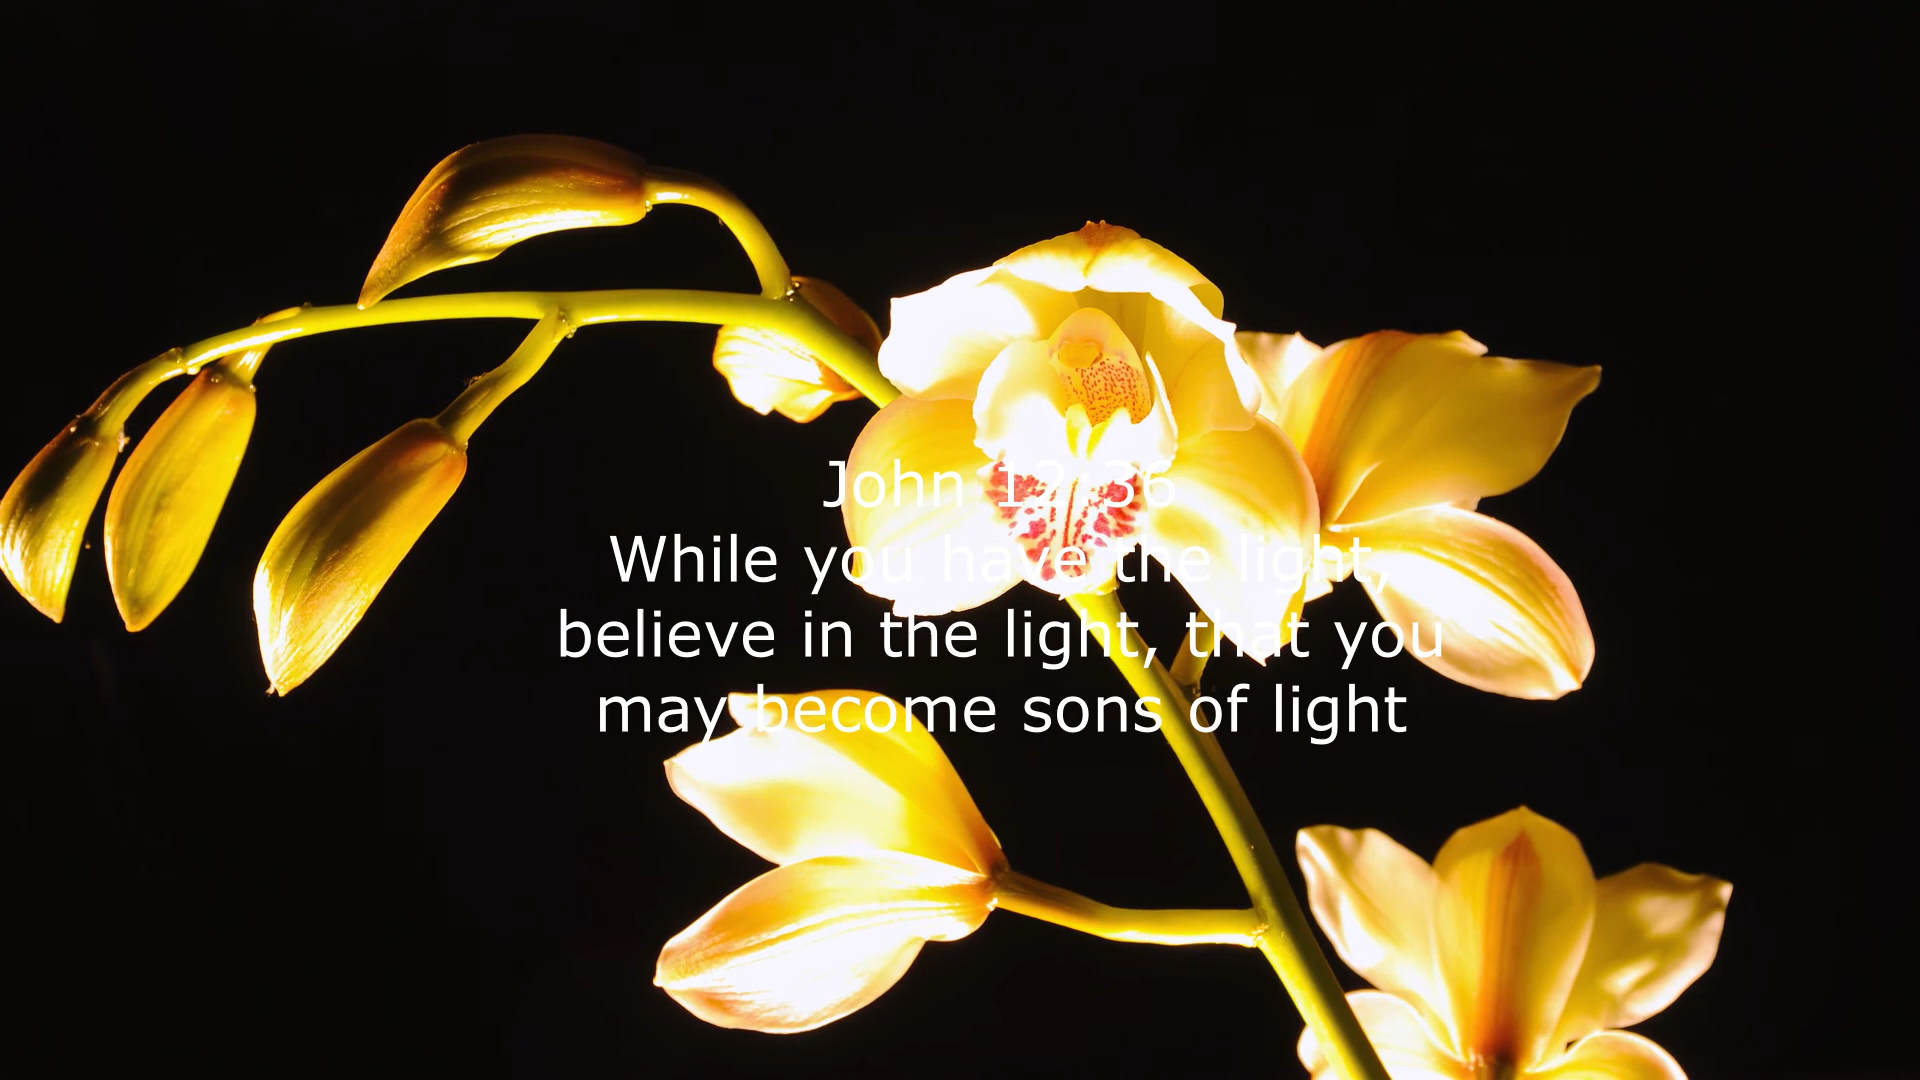 John 12:36
While you have the light,
believe in the light, that you
may become sons of light